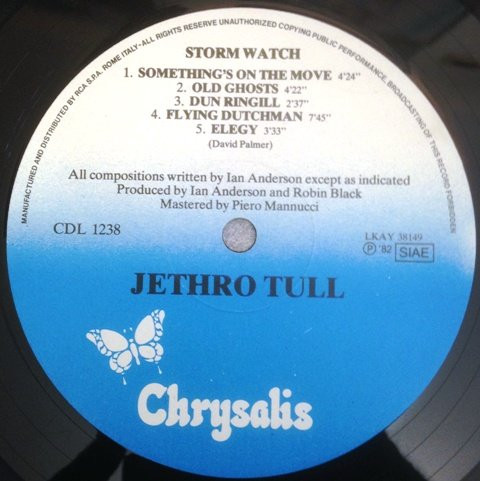 MANUFACTURED AND DISTRIBUTED BY RCA S.P.A. ROME ITALY-ALL RIGHTS RESERVE UNAUTHORIZED COPYING PUBLIC PERFORMANCE, BROADCASTING OF THIS RECORD FORBIDDEN
STORM WATCH
1. SOMETHING'S ON THE MOVE 4'24"
2. OLD GHOSTS 4'22"
3. DUN RINGILL 2'37"
4. FLYING DUTCHMAN 7'45"
5. ELEGY 3'33"
(David Palmer)
All compositions written by Ian Anderson except as indicated
Produced by Ian Anderson and Robin Black
Mastered by Piero Mannucci
CDL 1238
LKAY 38149
Ⓟ '82 SIAE
JETHRO TULL
Chrysalis